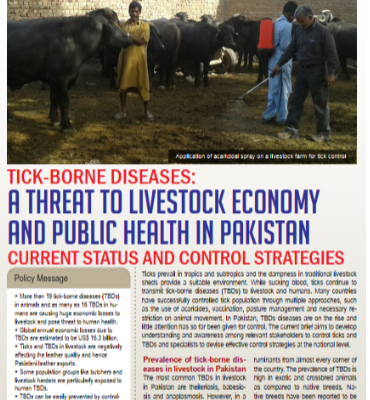 Application of acaricidal spray on a livestock farm for tick control
TICK-BORNE DISEASES:
A THREAT TO LIVESTOCK ECONOMY
AND PUBLIC HEALTH IN PAKISTAN
CURRENT STATUS AND CONTROL STRATEGIES
Policy Message
• More than 19 tick-borne diseases (TBDs)
in animals and as many as 16 TBDs in hu-
mans are causing huge economic losses to
livestock and pose threat to human health.
• Global annual economic losses due to
TBDs are estimated to be US$ 16.3 billion.
• Ticks and TBDs in livestock are negatively
affecting the leather quality and hence
Pakistani leather exports.
• Some population groups like butchers and
livestock herders are particularly exposed to
human TBDs.
• TBDs can be easily prevented by control-
Ticks prevail in tropics and subtropics and the dampness in traditional livestock
sheds provide a suitable environment. While sucking blood, ticks continue to
transmit tick-borne diseases (TBDs) to livestock and humans. Many countries
have successfully controlled tick population through multiple approaches, such
as the use of acaricides, vaccination, pasture management and necessary re-
striction on animal movement. In Pakistan, TBDs diseases are on the rise and
little attention has so far been given for control. The current brief aims to develop
understanding and awareness among relevant stakeholders to control ticks and
TBDs and specialists to devise effective control strategies at the national level.
Prevalence of tick-borne dis-
eases in livestock in Pakistan
The most common TBDs in livestock
in Pakistan are theileriosis, babesio-
sis and anaplasmosis. However, in a
ruminants from almost every corner of
the country. The prevalence of TBDs is
high in exotic and crossbred animals
as compared to native breeds. Na-
tive breeds have been reported to be